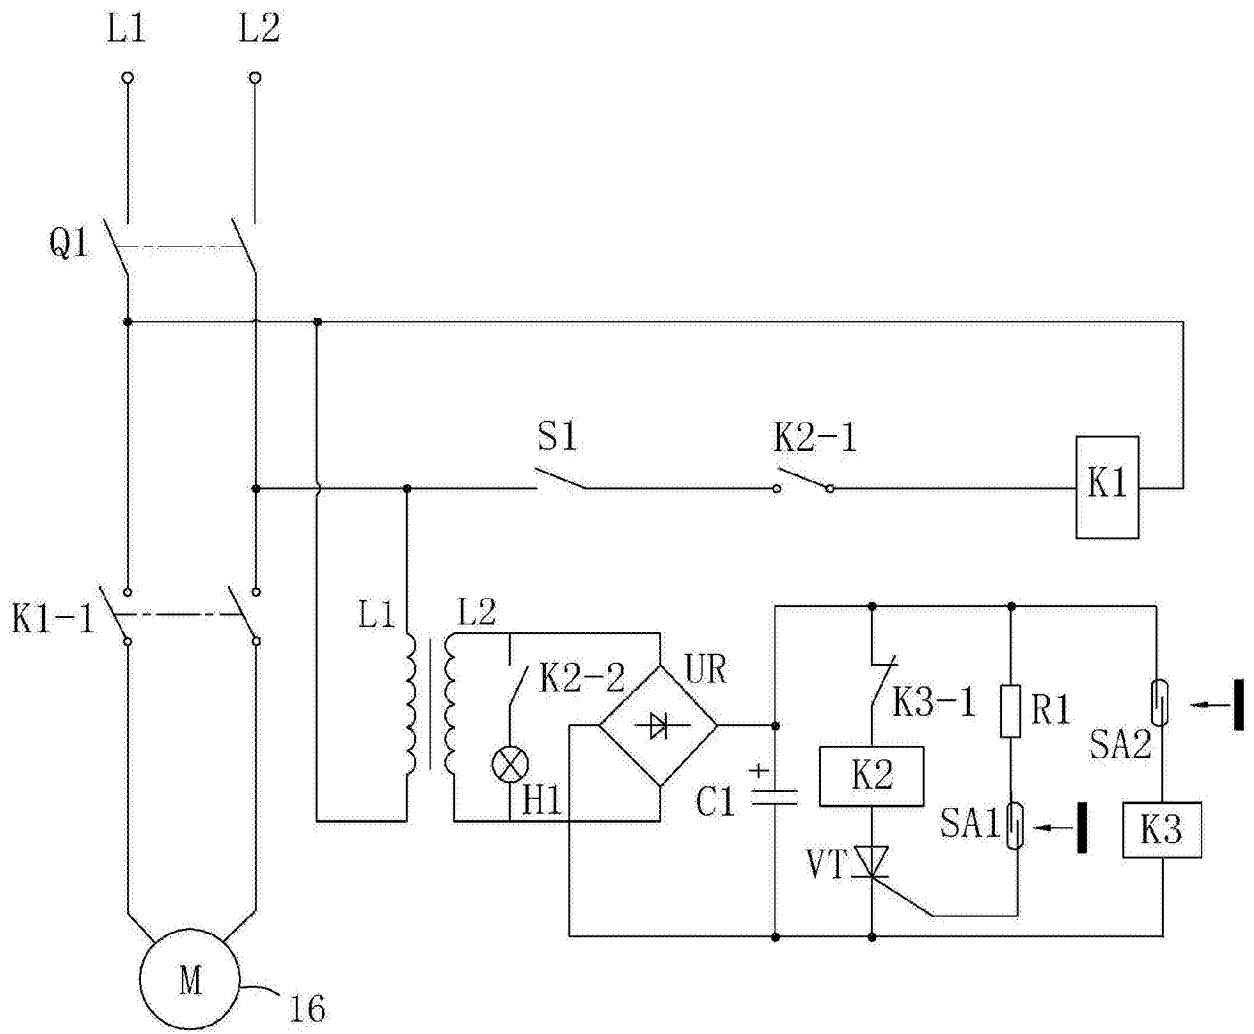 L1 L2
Q1
S1 K2-1
K1
K1-1
L1 L2
K2-2 UR
K3-1 R1
SA2
H1 C1 K2 SA1 K3
VT
M
16
+